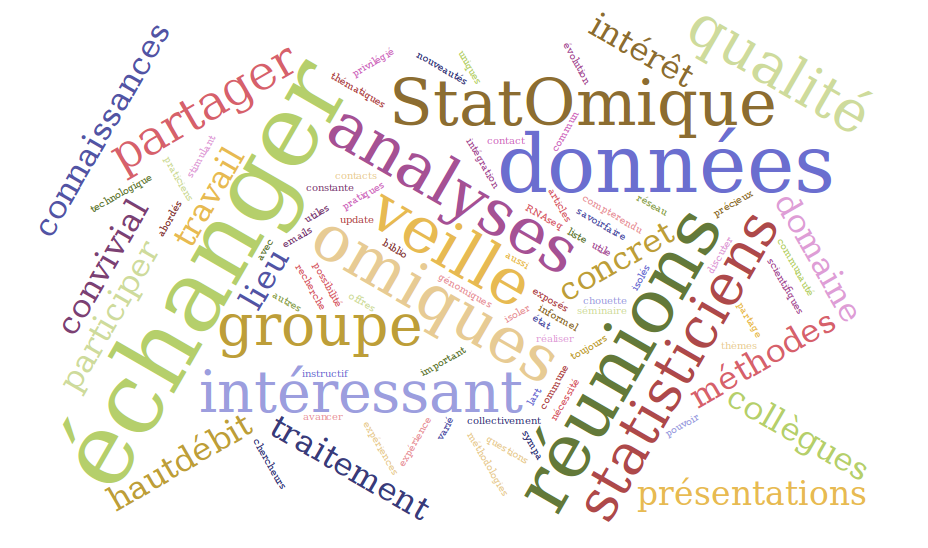 connaissances
partager
échanger
qualité
intérêt
StatOmique
données
analyses
privilégié
nouveautés
uniques
évolution
thématiques
stimulant
praticiens
technologique
abordés
travail
convivial
participer
contact
commun
intégration
contacts
constante
pratiques
utiles
update
emails
avec
lieu
biblio
veille
omiques
articles
RNAseq
compterendu
savoirfaire
liste
utile
réseau
précieux
domaine
concret
aussi
isolés
discuter
communauté
scientifiques
réunions
statisticiens
recherche
possibilité
autres
offres
génomiques
exposés
isoler
informel
état
chouette
séminaire
réaliser
toujours
partage
thèmes
méthodes
groupe
important
instructif
intéressant
lart
commune
nécessité
collègues
pouvoir
avancer
hautdébit
chercheurs
traitement
expériences
expérience
varié
collectivement
questions
méthodologies
sympa
présentations